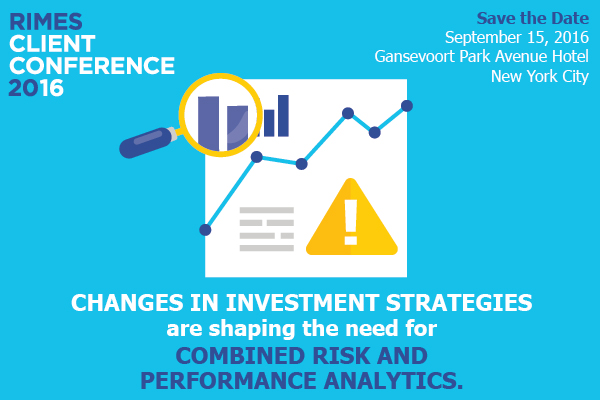 RIMES
CLIENT
CONFERENCE
2016
Save the Date
September 15, 2016
Gansevoort Park Avenue Hotel
New York City
!
CHANGES IN INVESTMENT STRATEGIES
are shaping the need for
COMBINED RISK AND
PERFORMANCE ANALYTICS.